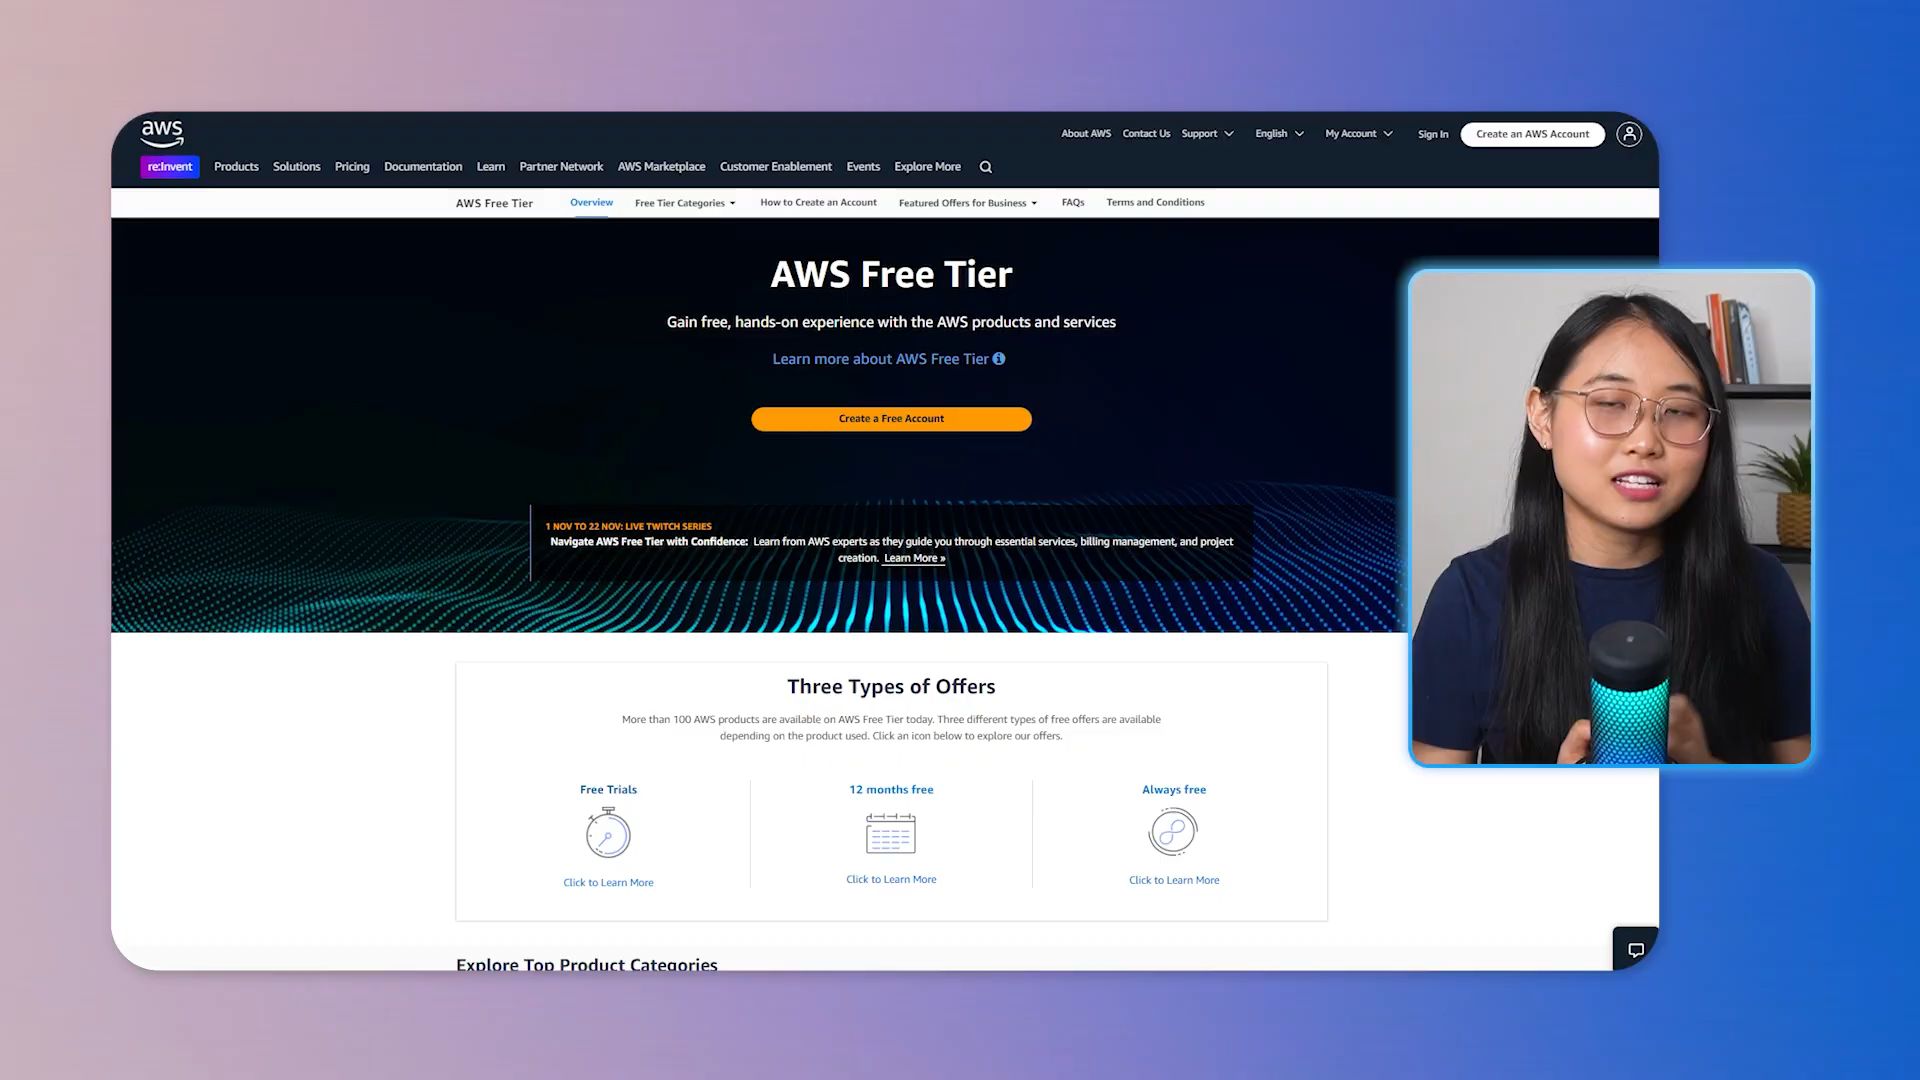 aws
About AWS
Contact Us
Support
English
My Account
Sign In
Create an AWS Account
re:Invent
Products
Solutions
Pricing
Documentation
Learn
Partner Network
AWS Marketplace
Customer Enablement
Events
Explore More
AWS Free Tier
Overview
Free Tier Categories
How to Create an Account
Featured Offers for Business
FAQs
Terms and Conditions
AWS Free Tier
Gain free, hands-on experience with the AWS products and services
Learn more about AWS Free Tier
Create a Free Account
1 NOV TO 22 NOV: LIVE TWITCH SERIES
Navigate AWS Free Tier with Confidence: Learn from AWS experts as they guide you through essential services, billing management, and project
creation. Learn More »
Three Types of Offers
More than 100 AWS products are available on AWS Free Tier today. Three different types of free offers are available
depending on the product used. Click an icon below to explore our offers.
Free Trials
Click to Learn More
12 months free
Click to Learn More
Always free
Click to Learn More
Explore Top Product Categories